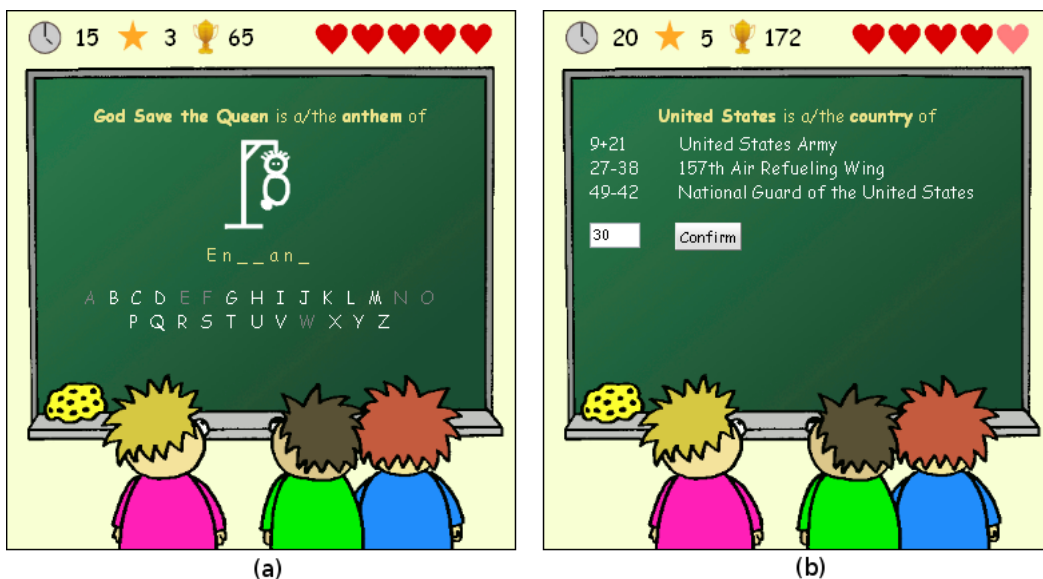 15 3 65
God Save the Queen is a/the anthem of
En__an_
A B C D E F G H I J K L M N O
P Q R S T U V W X Y Z
(a)
20 5 172
United States is a/the country of
9+21 United States Army
27-38 157th Air Refueling Wing
49-42 National Guard of the United States
30 Confirm
(b)